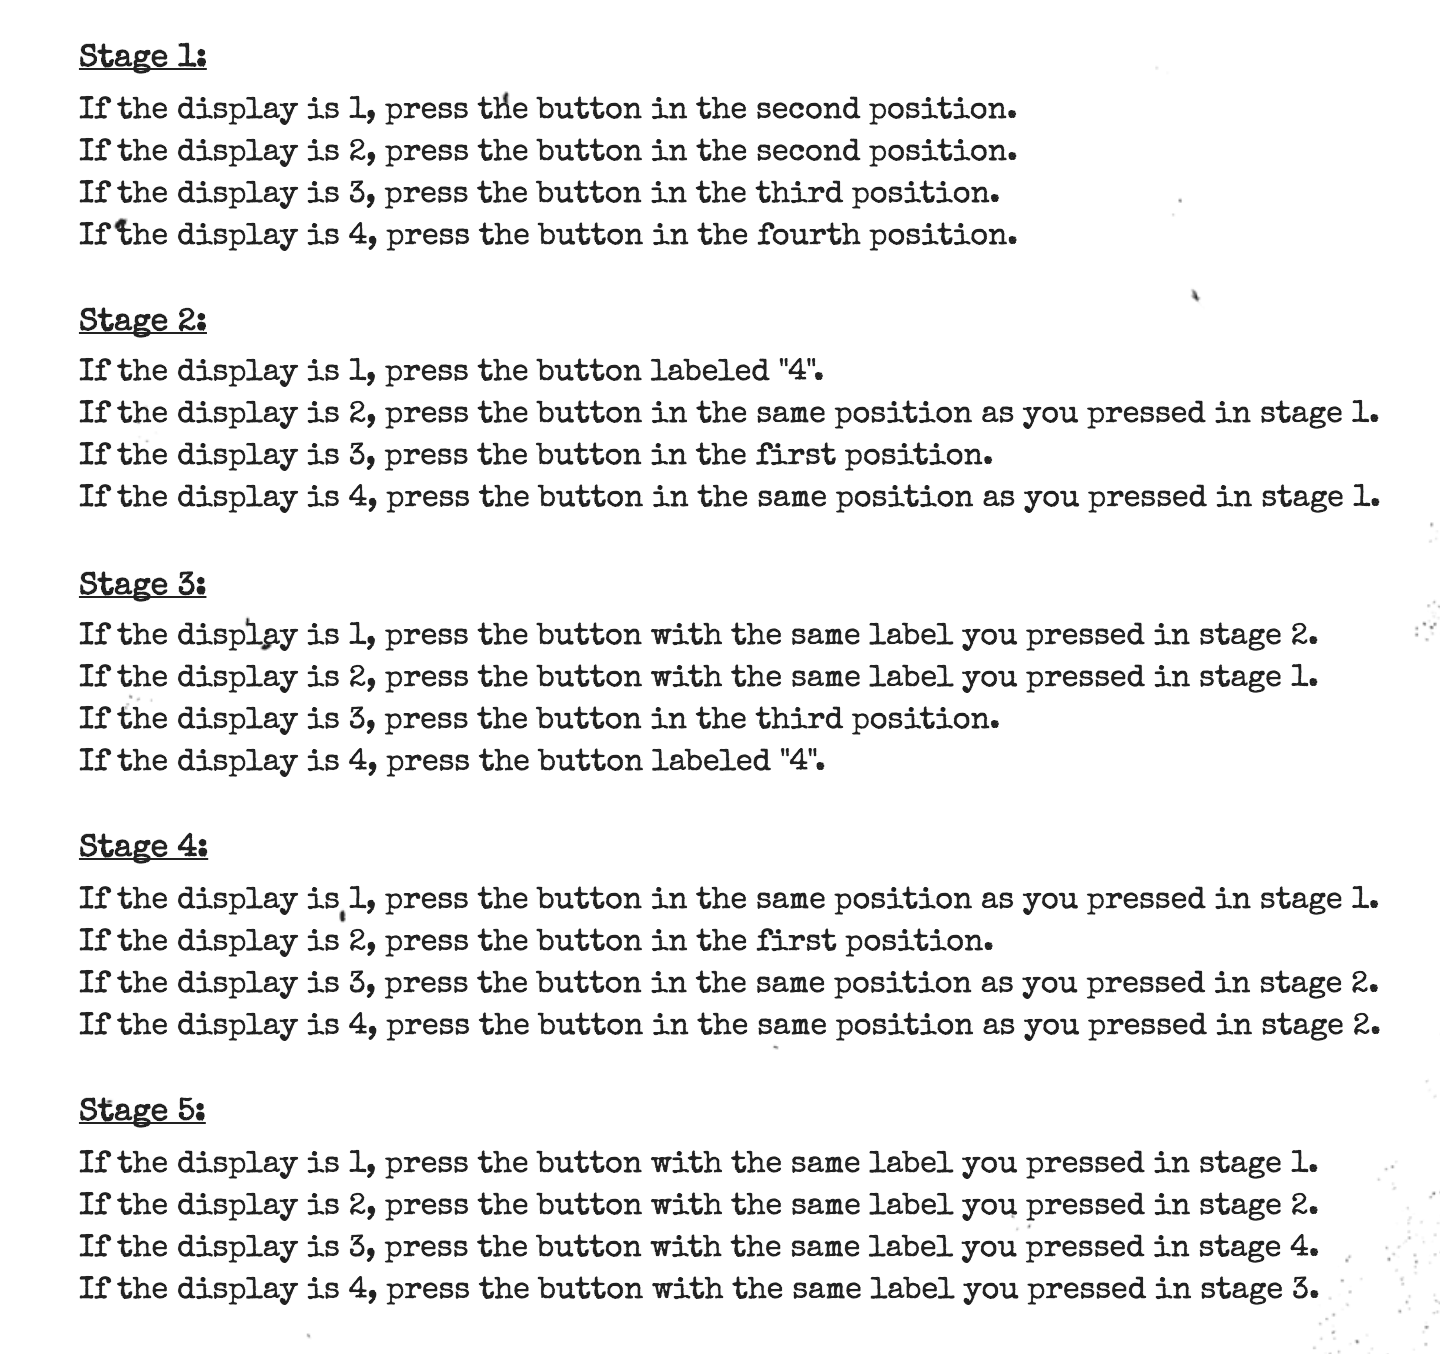 Stage 1:
If the display is 1, press the button in the second position.
If the display is 2, press the button in the second position.
If the display is 3, press the button in the third position.
If the display is 4, press the button in the fourth position.
Stage 2:
If the display is 1, press the button labeled "4".
If the display is 2, press the button in the same position as you pressed in stage 1.
If the display is 3, press the button in the first position.
If the display is 4, press the button in the same position as you pressed in stage 1.
Stage 3:
If the display is 1, press the button with the same label you pressed in stage 2.
If the display is 2, press the button with the same label you pressed in stage 1.
If the display is 3, press the button in the third position.
If the display is 4, press the button labeled "4".
Stage 4:
If the display is 1, press the button in the same position as you pressed in stage 1.
If the display is 2, press the button in the first position.
If the display is 3, press the button in the same position as you pressed in stage 2.
If the display is 4, press the button in the same position as you pressed in stage 2.
Stage 5:
If the display is 1, press the button with the same label you pressed in stage 1.
If the display is 2, press the button with the same label you pressed in stage 2.
If the display is 3, press the button with the same label you pressed in stage 4.
If the display is 4, press the button with the same label you pressed in stage 3.